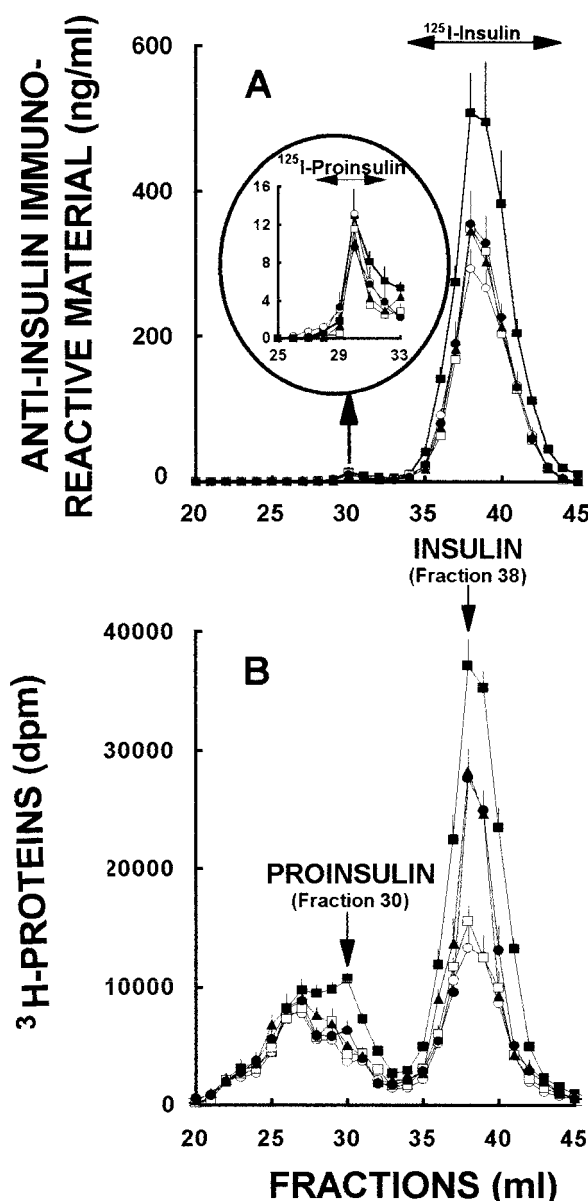 ANTI-INSULIN IMMUNO-
REACTIVE MATERIAL (ng/ml)
600
400
200
0
A
125I-Insulin
125I-Proinsulin
16
12
8
4
0
25 29 33
20 25 30 35 40 45
INSULIN
(Fraction 38)
3H-PROTEINS (dpm)
40000
30000
20000
10000
0
B
PROINSULIN
(Fraction 30)
20 25 30 35 40 45
FRACTIONS (ml)